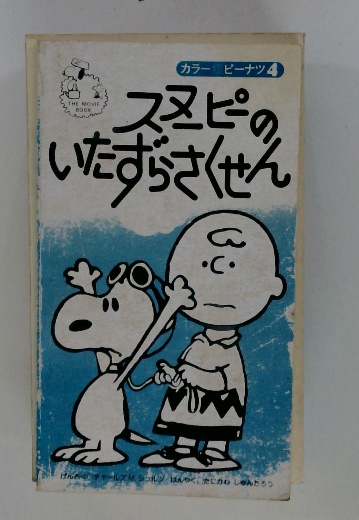 カラー ピーナツ4
THE MOVIE
BOOK
スヌーピーの
いたずらさくせん
げんさく チャールズ M シュルツ ほんやく たにかわ しゅんたろう